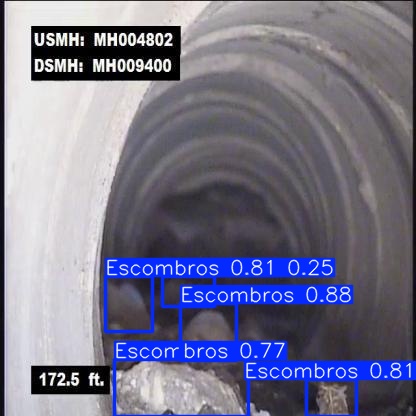 USMH: MH004802
DSMH: MH009400
Escombros 0.81 0.25
Escombros 0.88
Escombros 0.77
Escombros 0.81
172.5 ft.